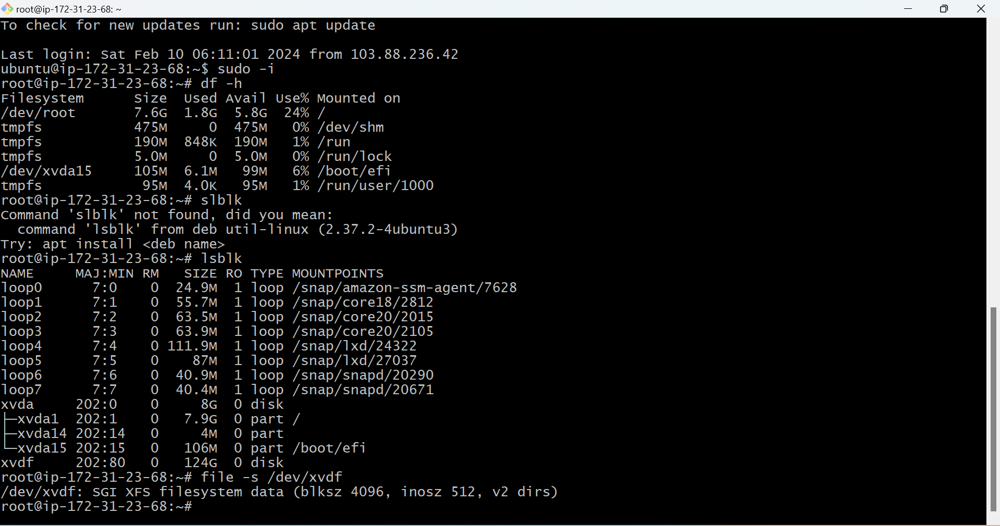 root@ip-172-31-23-68: ~
To check for new updates run: sudo apt update
Last login: Sat Feb 10 06:11:01 2024 from 103.88.236.42
ubuntu@ip-172-31-23-68:~$ sudo -i
root@ip-172-31-23-68:~# df -h
Filesystem      Size  Used Avail Use% Mounted on
/dev/root       7.6G  1.8G  5.8G  24% /
tmpfs           475M     0  475M   0% /dev/shm
tmpfs           190M  848K  190M   1% /run
tmpfs           5.0M     0  5.0M   0% /run/lock
/dev/xvda15     105M  6.1M   99M   6% /boot/efi
tmpfs            95M  4.0K   95M   1% /run/user/1000
root@ip-172-31-23-68:~# slblk
Command 'slblk' not found, did you mean:
  command 'lsblk' from deb util-linux (2.37.2-4ubuntu3)
Try: apt install <deb name>
root@ip-172-31-23-68:~# lsblk
NAME     MAJ:MIN RM   SIZE RO TYPE MOUNTPOINTS
loop0      7:0    0  24.9M  1 loop /snap/amazon-ssm-agent/7628
loop1      7:1    0  55.7M  1 loop /snap/core18/2812
loop2      7:2    0  63.5M  1 loop /snap/core20/2015
loop3      7:3    0  63.9M  1 loop /snap/core20/2105
loop4      7:4    0 111.9M  1 loop /snap/lxd/24322
loop5      7:5    0    87M  1 loop /snap/lxd/27037
loop6      7:6    0  40.9M  1 loop /snap/snapd/20290
loop7      7:7    0  40.4M  1 loop /snap/snapd/20671
xvda     202:0    0     8G  0 disk
├─xvda1  202:1    0   7.9G  0 part /
├─xvda14 202:14   0     4M  0 part
└─xvda15 202:15   0   106M  0 part /boot/efi
xvdf     202:80   0   124G  0 disk
root@ip-172-31-23-68:~# file -s /dev/xvdf
/dev/xvdf: SGI XFS filesystem data (blksz 4096, inosz 512, v2 dirs)
root@ip-172-31-23-68:~#